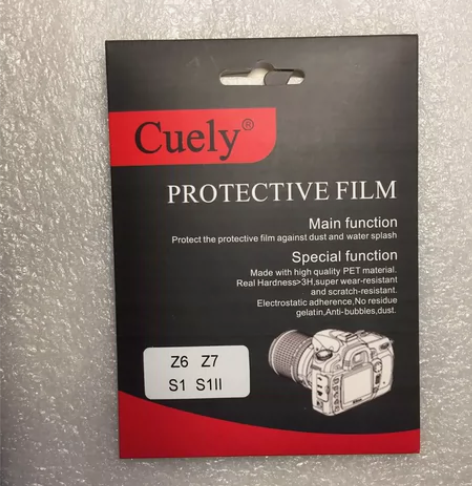 Cuely®
PROTECTIVE FILM
Main function
Protect the protective film against dust and water splash
Special function
Made with high quality PET material.
Real Hardness>3H,super wear-resistant
and scratch-resistant.
Electrostatic adherence,No residue
gelatin,Anti-bubbles,dust.
Z6 Z7
S1 S1II